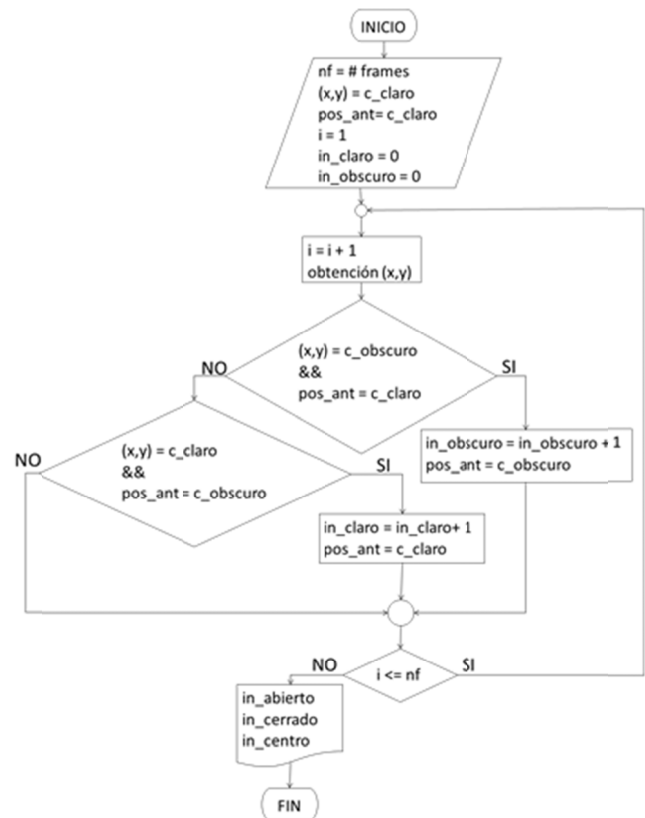 INICIO
nf = # frames
(x,y) = c_claro
pos_ant= c_claro
i = 1
in_claro = 0
in_obscuro = 0
i = i + 1
obtención (x,y)
(x,y) = c_obscuro
&&
pos_ant = c_claro
NO
SI
in_obscuro = in_obscuro + 1
pos_ant = c_obscuro
(x,y) = c_claro
&&
pos_ant = c_obscuro
NO
SI
in_claro = in_claro+ 1
pos_ant = c_claro
i <= nf
NO
SI
in_abierto
in_cerrado
in_centro
FIN